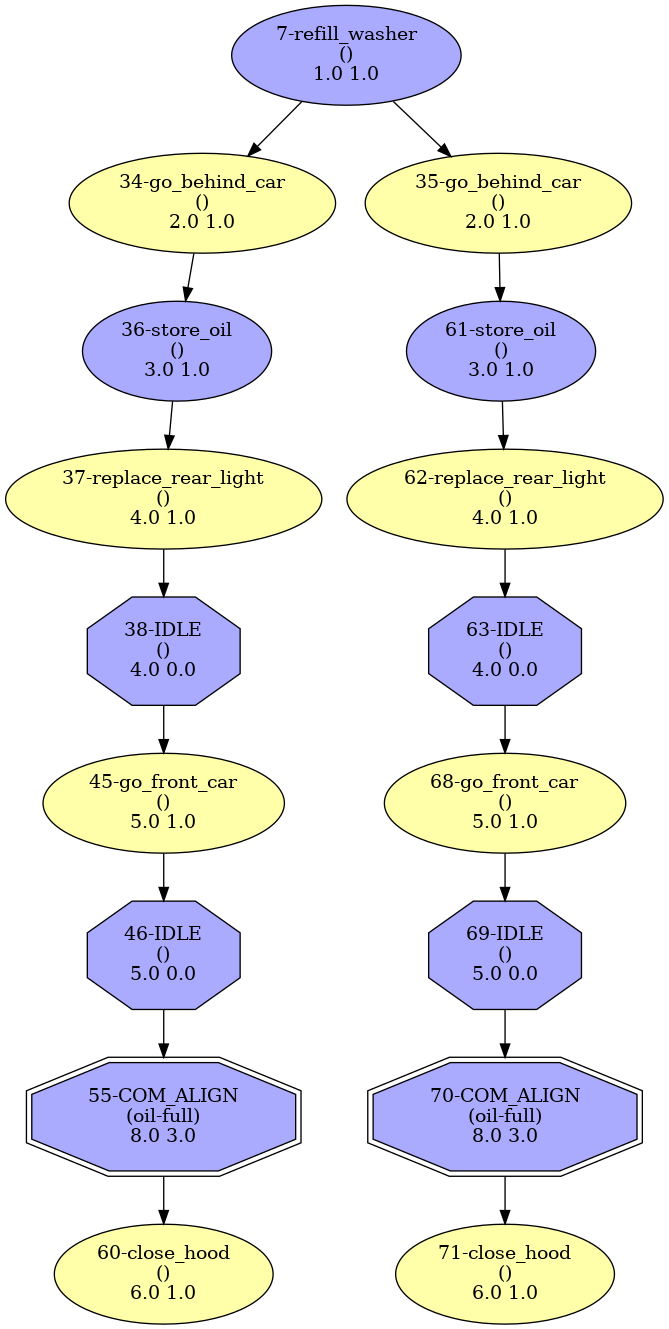 7-refill_washer
()
1.0 1.0
34-go_behind_car
()
2.0 1.0
35-go_behind_car
()
2.0 1.0
36-store_oil
()
3.0 1.0
61-store_oil
()
3.0 1.0
37-replace_rear_light
()
4.0 1.0
62-replace_rear_light
()
4.0 1.0
38-IDLE
()
4.0 0.0
63-IDLE
()
4.0 0.0
45-go_front_car
()
5.0 1.0
68-go_front_car
()
5.0 1.0
46-IDLE
()
5.0 0.0
69-IDLE
()
5.0 0.0
55-COM_ALIGN
(oil-full)
8.0 3.0
70-COM_ALIGN
(oil-full)
8.0 3.0
60-close_hood
()
6.0 1.0
71-close_hood
()
6.0 1.0